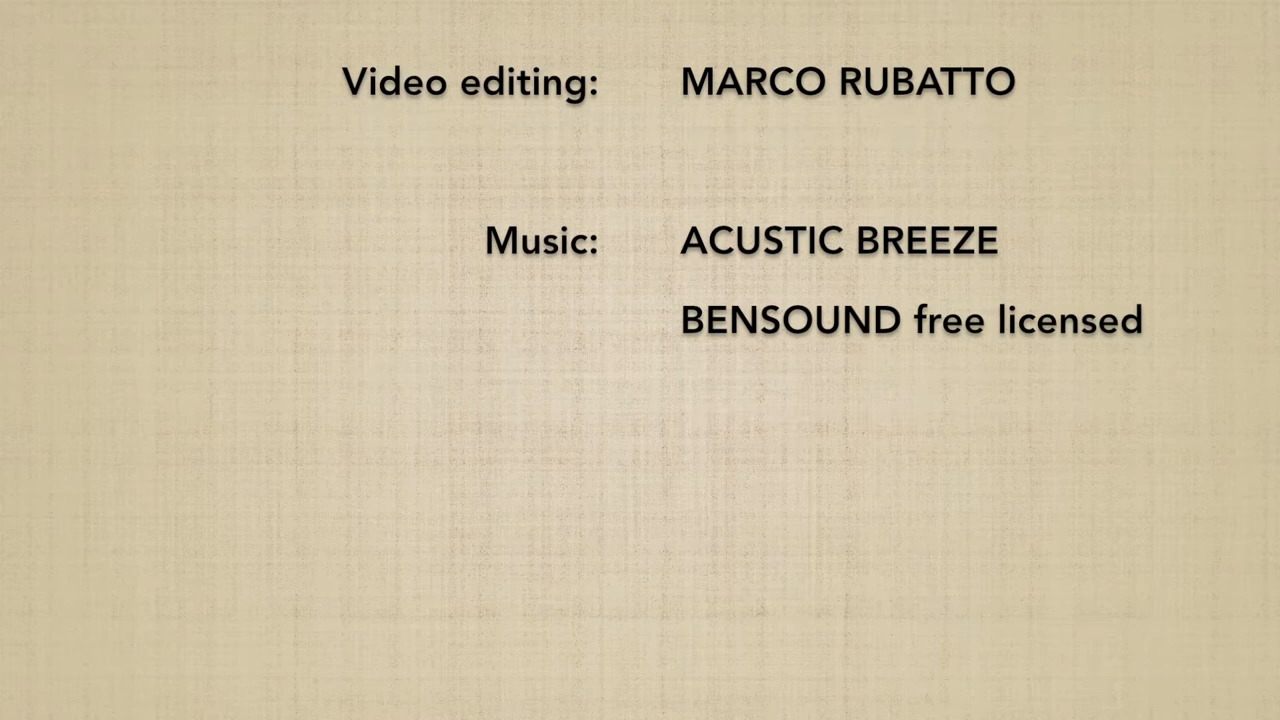 Video editing: MARCO RUBATTO
Music: ACUSTIC BREEZE
BENSOUND free licensed